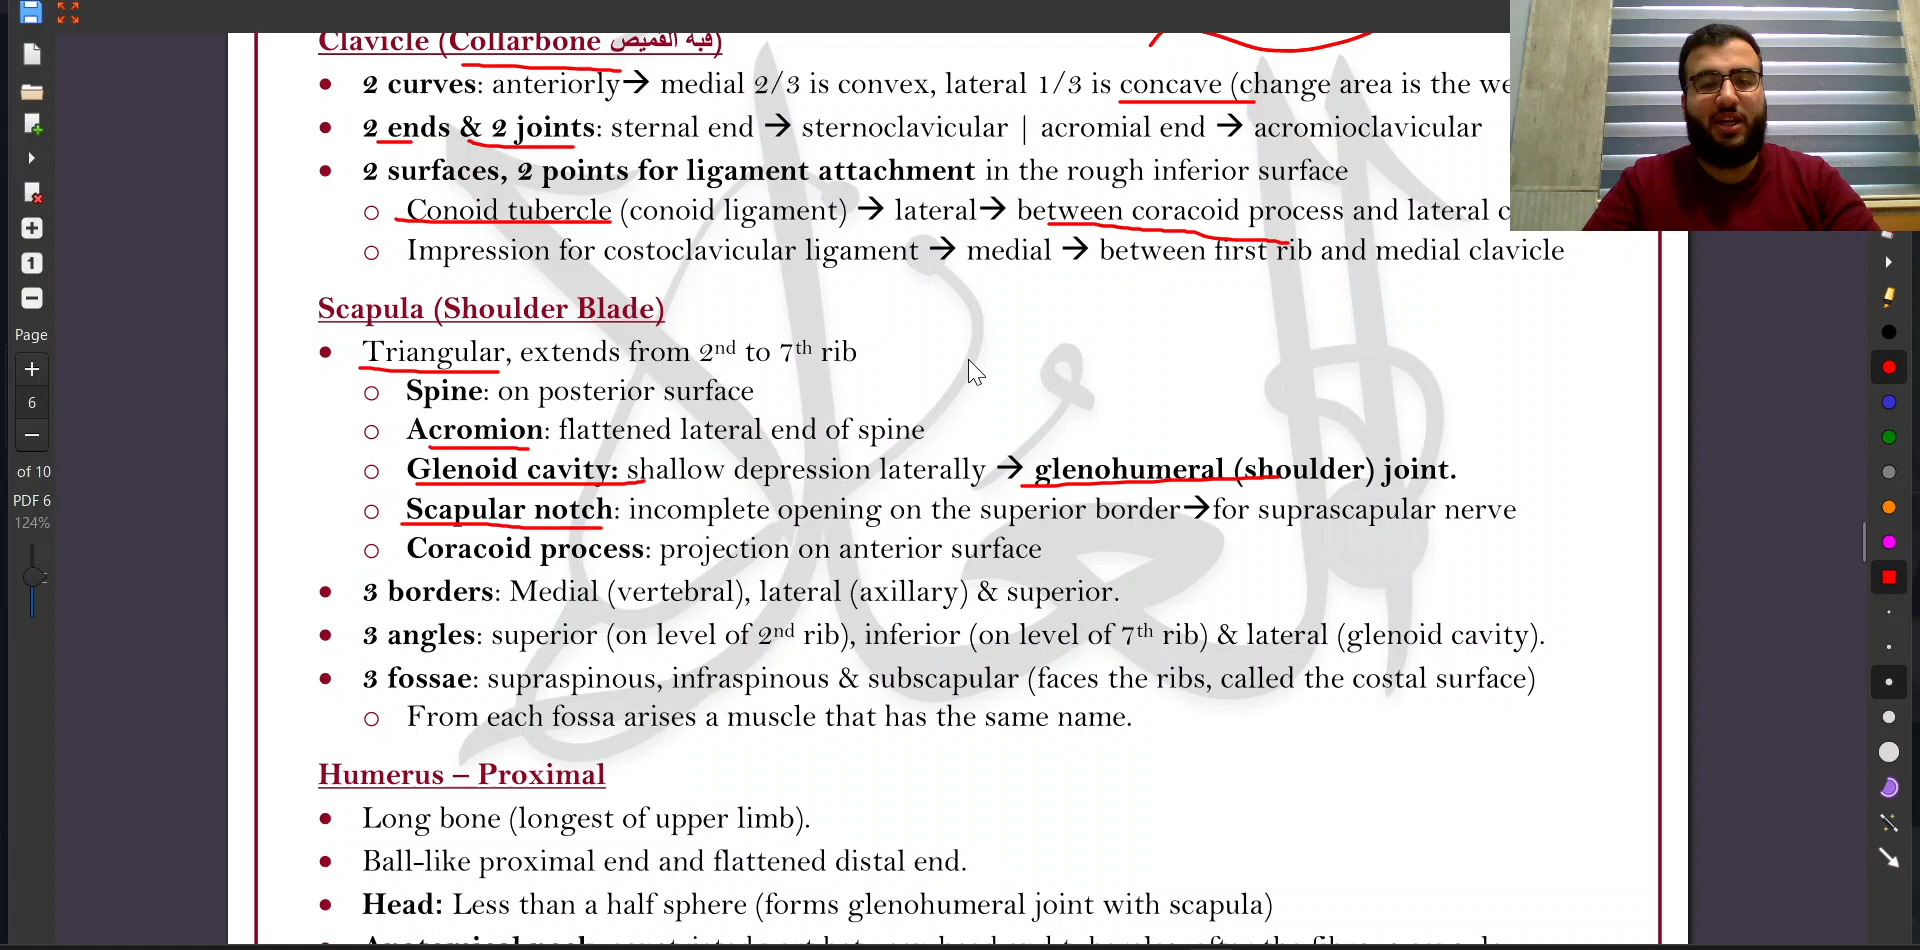 Clavicle (Collarbone قبة القميص)
• 2 curves: anteriorly→ medial 2/3 is convex, lateral 1/3 is concave (change area is the we
• 2 ends & 2 joints: sternal end → sternoclavicular | acromial end → acromioclavicular
• 2 surfaces, 2 points for ligament attachment in the rough inferior surface
o Conoid tubercle (conoid ligament) → lateral→ between coracoid process and lateral c
o Impression for costoclavicular ligament → medial → between first rib and medial clavicle
Scapula (Shoulder Blade)
• Triangular, extends from 2nd to 7th rib
o Spine: on posterior surface
o Acromion: flattened lateral end of spine
o Glenoid cavity: shallow depression laterally → glenohumeral (shoulder) joint.
o Scapular notch: incomplete opening on the superior border→for suprascapular nerve
o Coracoid process: projection on anterior surface
• 3 borders: Medial (vertebral), lateral (axillary) & superior.
• 3 angles: superior (on level of 2nd rib), inferior (on level of 7th rib) & lateral (glenoid cavity).
• 3 fossae: supraspinous, infraspinous & subscapular (faces the ribs, called the costal surface)
o From each fossa arises a muscle that has the same name.
Humerus – Proximal
• Long bone (longest of upper limb).
• Ball-like proximal end and flattened distal end.
• Head: Less than a half sphere (forms glenohumeral joint with scapula)
1
Page
6
of 10
PDF 6
124%